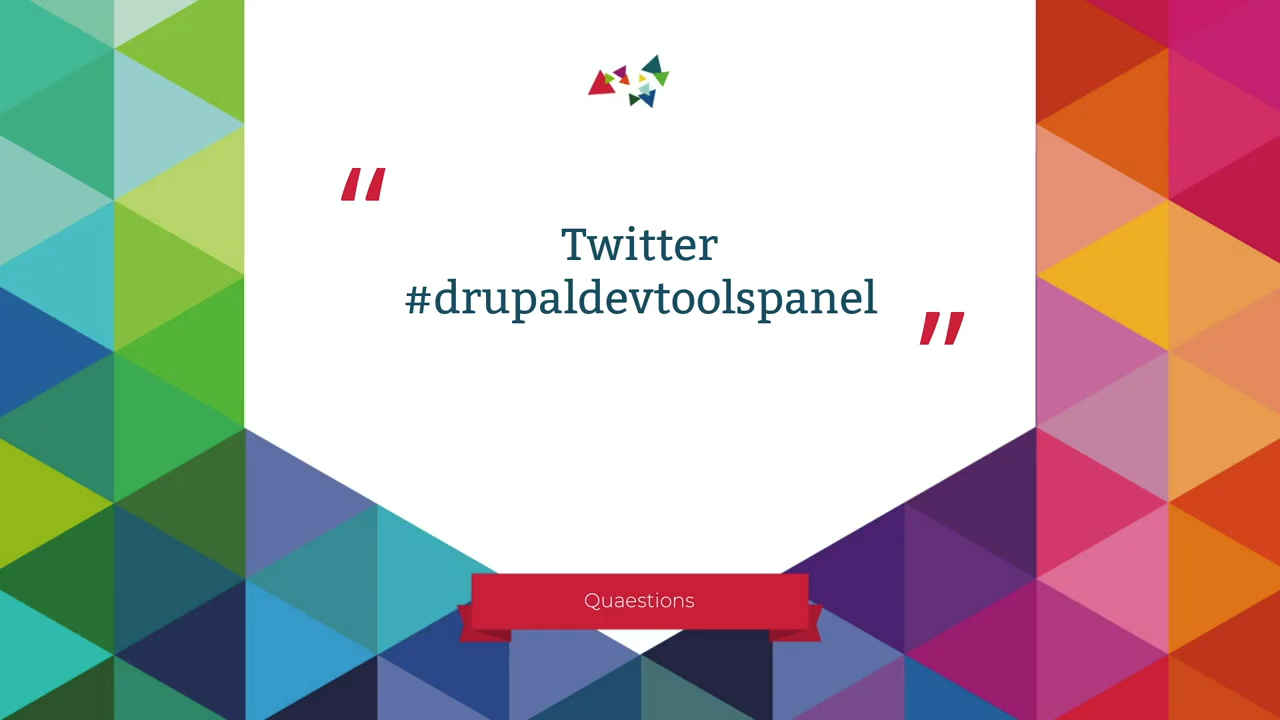 “
Twitter
#drupaldevtoolspanel
”
Quaestions